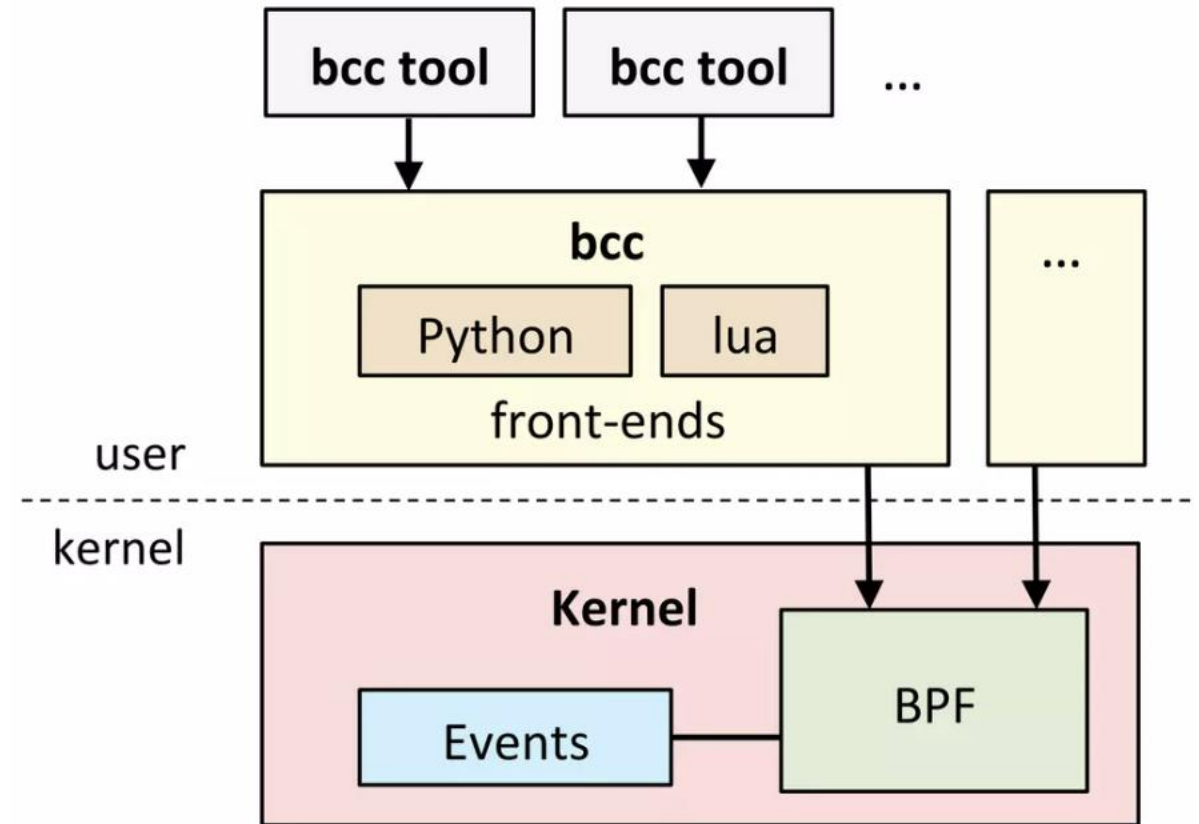 bcc tool
bcc tool
...
bcc
...
Python
lua
front-ends
user
kernel
Kernel
Events
BPF